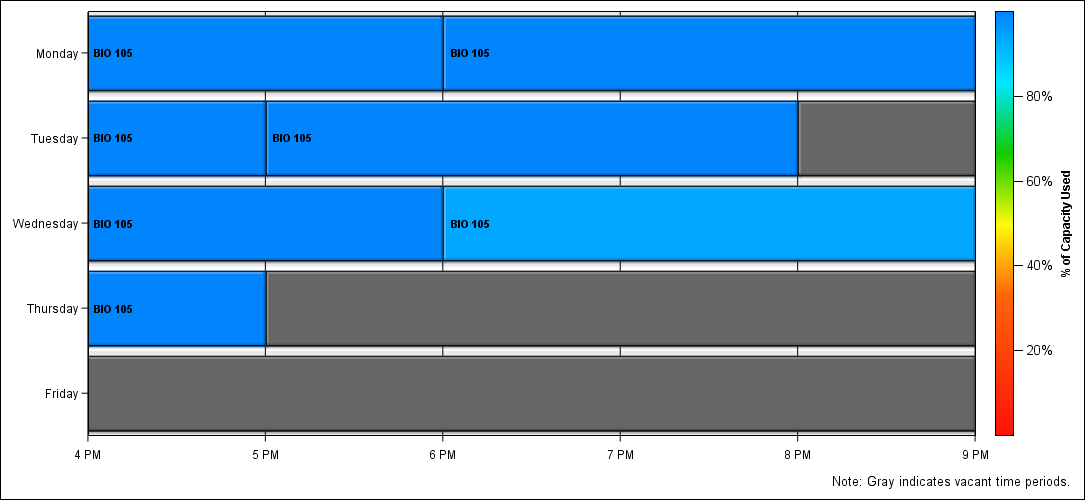 Monday
BIO 105
BIO 105
Tuesday
BIO 105
BIO 105
Wednesday
BIO 105
BIO 105
Thursday
BIO 105
Friday
4 PM
5 PM
6 PM
7 PM
8 PM
9 PM
80%
60%
40%
20%
% of Capacity Used
Note: Gray indicates vacant time periods.